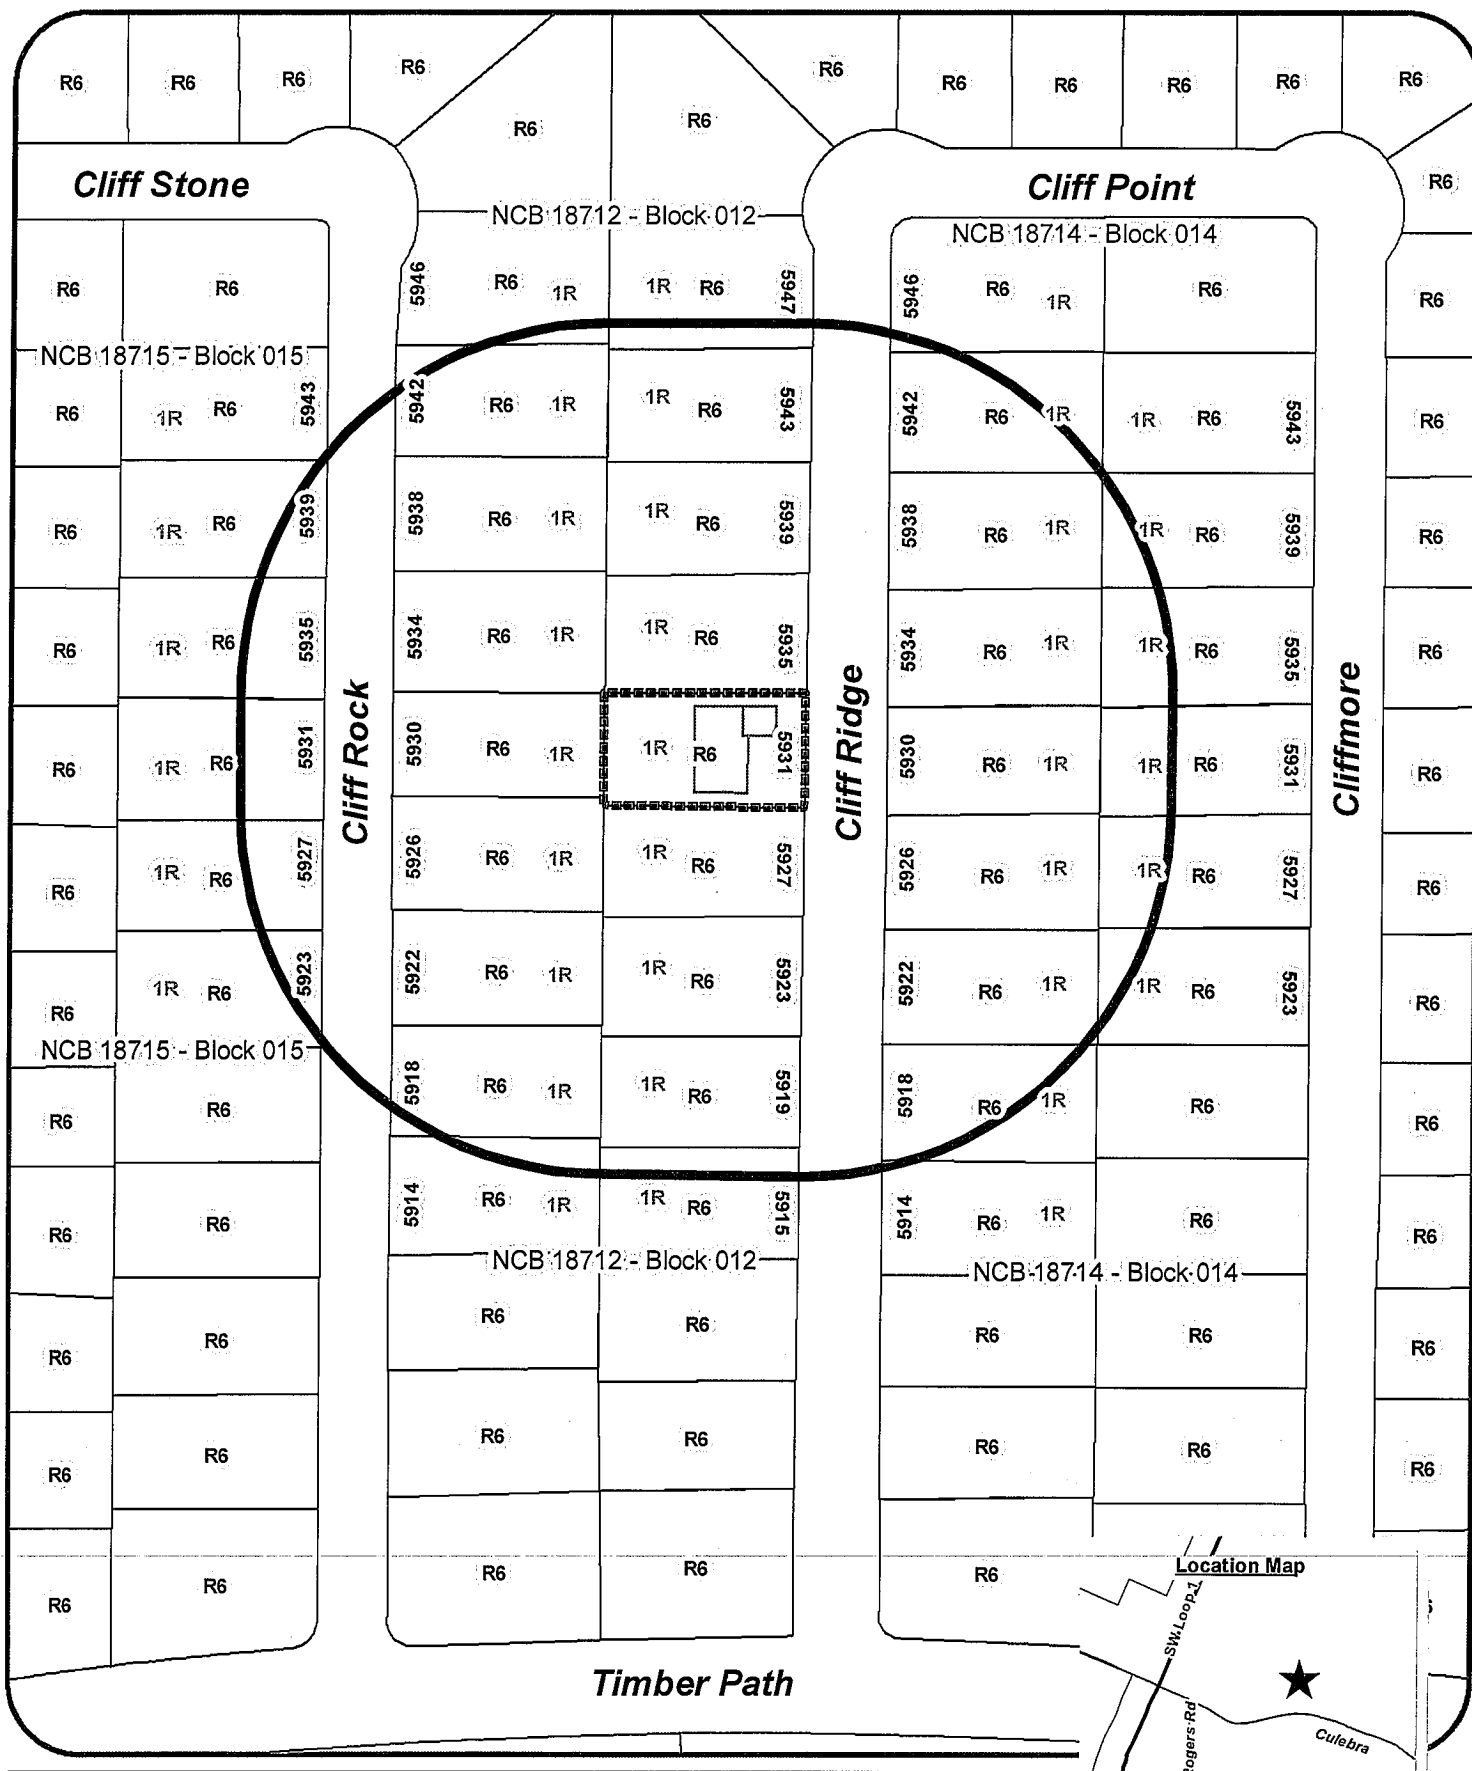 R6 R6 R6 R6 R6 R6 R6 R6 R6 R6 R6 R6
R6
Cliff Stone
Cliff Point
NCB 18712 - Block 012
NCB 18714 - Block 014
R6 R6 5946 R6 1R 1R R6 5947 5946 R6 1R R6 R6
NCB 18715 - Block 015
R6 1R R6 5943 5942 R6 1R 1R R6 5943 5942 R6 1R 1R R6 5943 R6
R6 1R R6 5939 5938 R6 1R 1R R6 5939 5938 R6 1R 1R R6 5939 R6
R6 1R R6 5935 5934 R6 1R 1R R6 5935 5934 R6 1R 1R R6 5935 R6
Cliff Rock
Cliff Ridge
Cliffmore
R6 1R R6 5931 5930 R6 1R 1R R6 5931 5930 R6 1R 1R R6 5931 R6
R6 1R R6 5927 5926 R6 1R 1R R6 5927 5926 R6 1R 1R R6 5927 R6
R6 1R R6 5923 5922 R6 1R 1R R6 5923 5922 R6 1R 1R R6 5923 R6
NCB 18715 - Block 015
R6 R6 5918 R6 1R 1R R6 5919 5918 R6 1R R6 R6
R6 R6 5914 R6 1R 1R R6 5915 5914 R6 1R R6 R6
NCB 18712 - Block 012
NCB 18714 - Block 014
R6 R6 R6 R6 R6 R6 R6
R6 R6 R6 R6 R6 R6 R6
R6 R6 R6 R6 R6
Timber Path
Location Map
SW Loop 1
Rogers Rd
Culebra